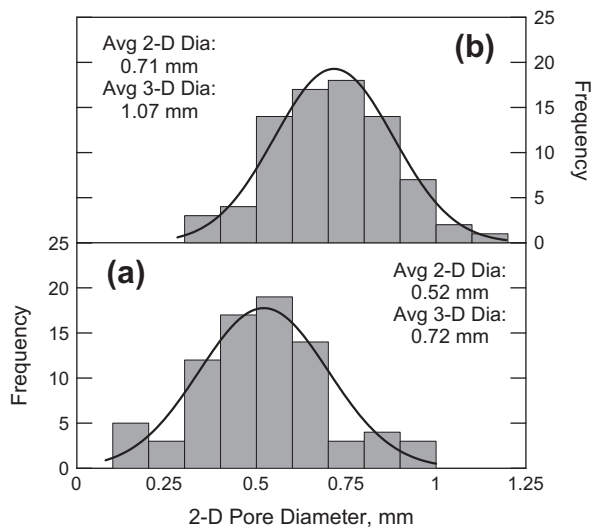 25
Avg 2-D Dia:
0.71 mm
Avg 3-D Dia:
1.07 mm
(b)
20
15
10
5
0
Frequency
25
(a)
Avg 2-D Dia:
0.52 mm
Avg 3-D Dia:
0.72 mm
20
15
10
5
0
Frequency
0 0.25 0.5 0.75 1 1.25
2-D Pore Diameter, mm